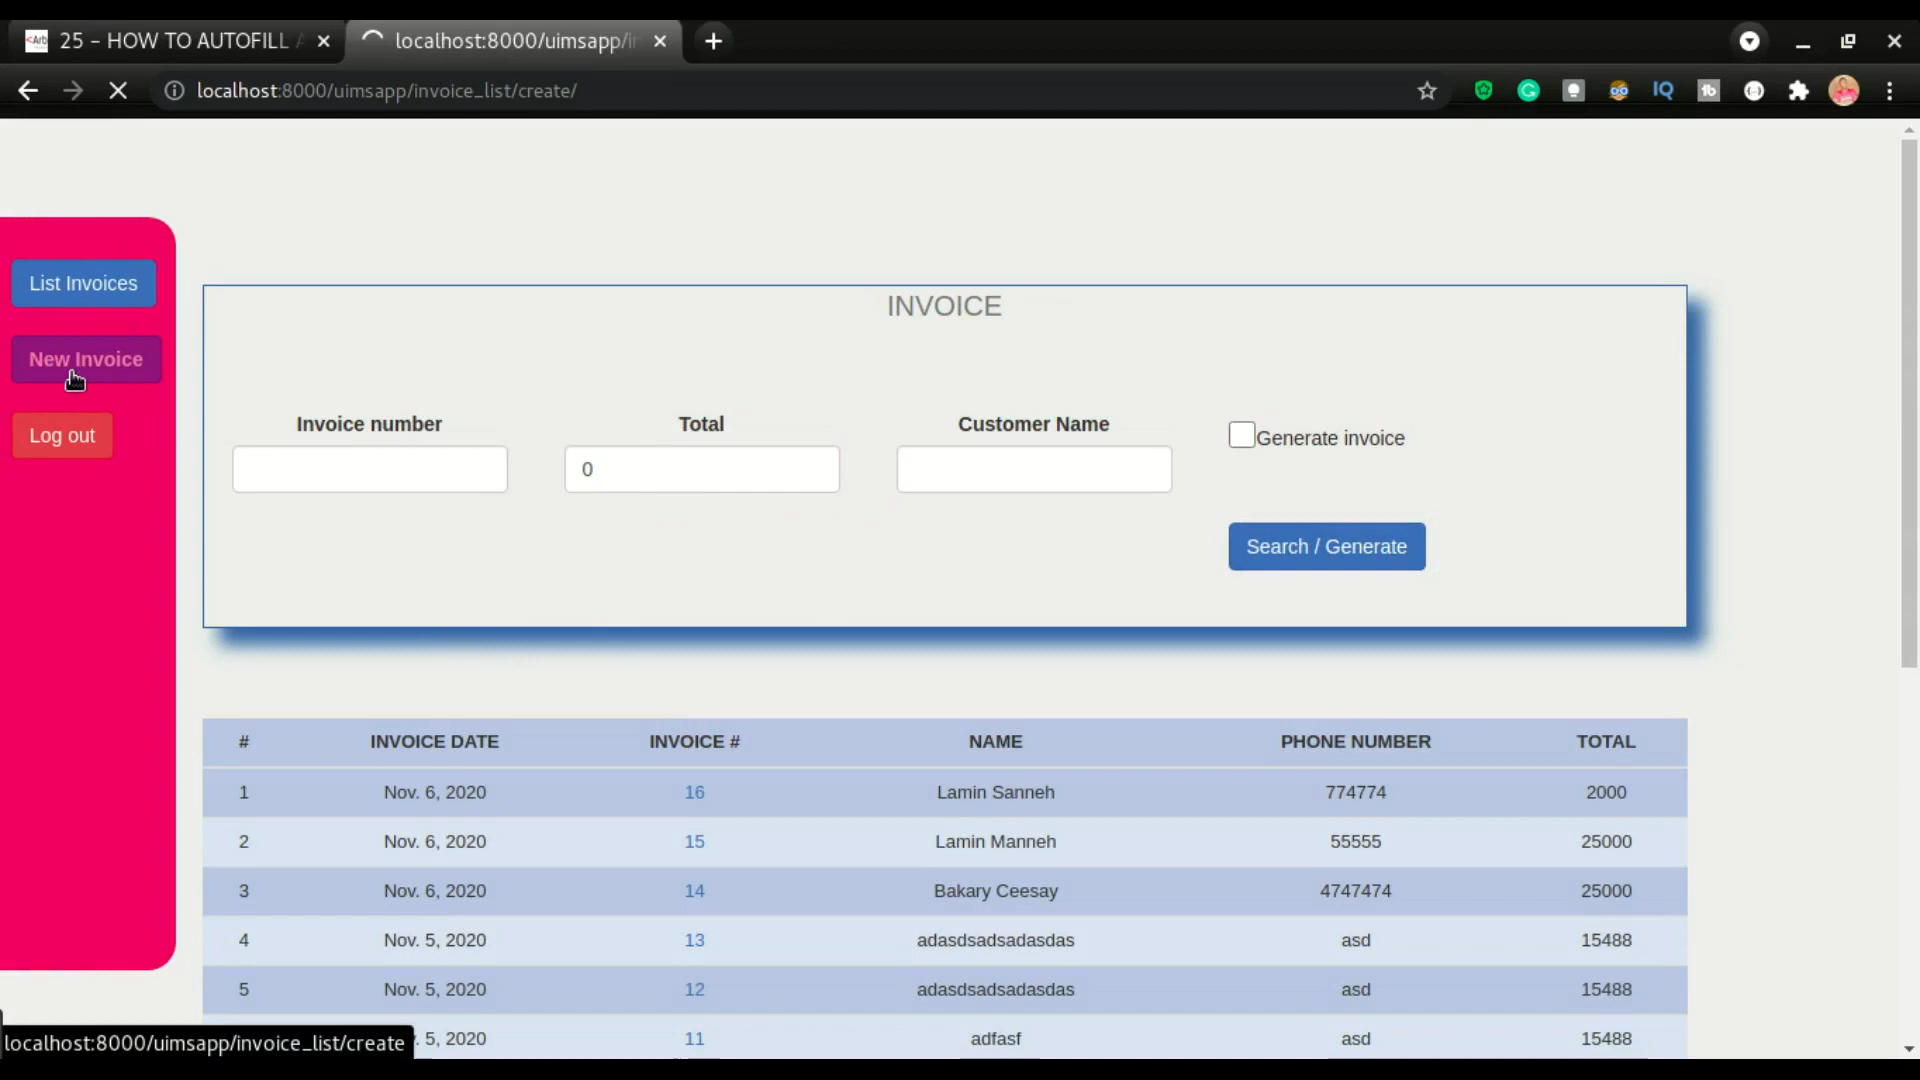 <Arb 25 – HOW TO AUTOFILL A
localhost:8000/uimsapp/in
localhost:8000/uimsapp/invoice_list/create/
IQ
List Invoices
New Invoice
Log out
INVOICE
Invoice number
Total
Customer Name
Generate invoice
0
Search / Generate
# INVOICE DATE INVOICE # NAME PHONE NUMBER TOTAL
1 Nov. 6, 2020 16 Lamin Sanneh 774774 2000
2 Nov. 6, 2020 15 Lamin Manneh 55555 25000
3 Nov. 6, 2020 14 Bakary Ceesay 4747474 25000
4 Nov. 5, 2020 13 adasdsadsadasdas asd 15488
5 Nov. 5, 2020 12 adasdsadsadasdas asd 15488
5, 2020 11 adfasf asd 15488
localhost:8000/uimsapp/invoice_list/create